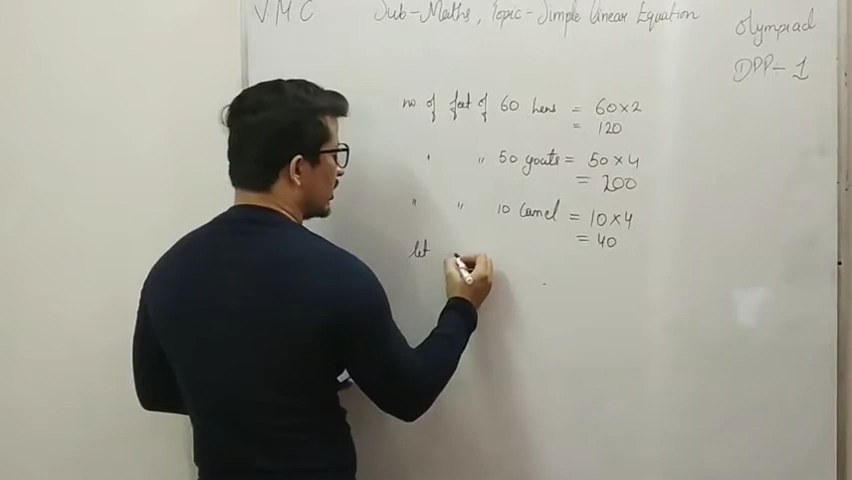 VMC Sub-Maths, Topic-Simple linear Equation
Olympiad
DPP-1
no of feet of 60 hens = 60×2
= 120
" " 50 goats = 50×4
= 200
" " 10 Camel = 10×4
= 40
let